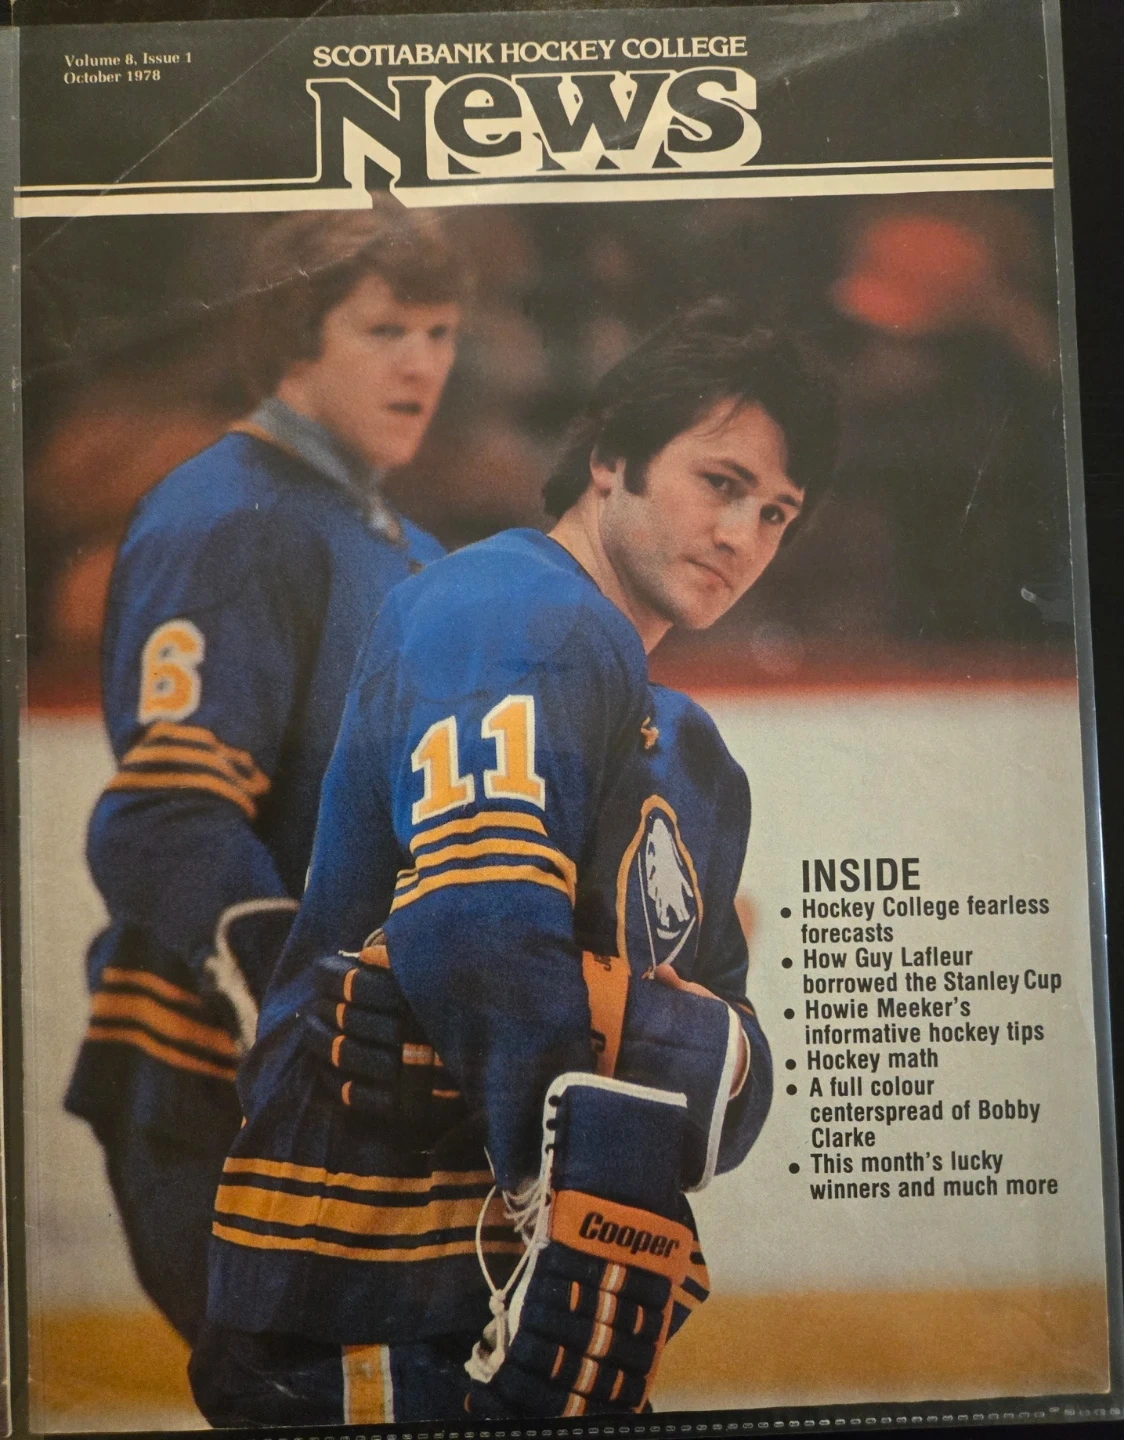 Volume 8, Issue 1
October 1978
SCOTIABANK HOCKEY COLLEGE
News
6
11
INSIDE
• Hockey College fearless
forecasts
• How Guy Lafleur
borrowed the Stanley Cup
• Howie Meeker's
informative hockey tips
• Hockey math
• A full colour
centerspread of Bobby
Clarke
• This month's lucky
winners and much more
Cooper